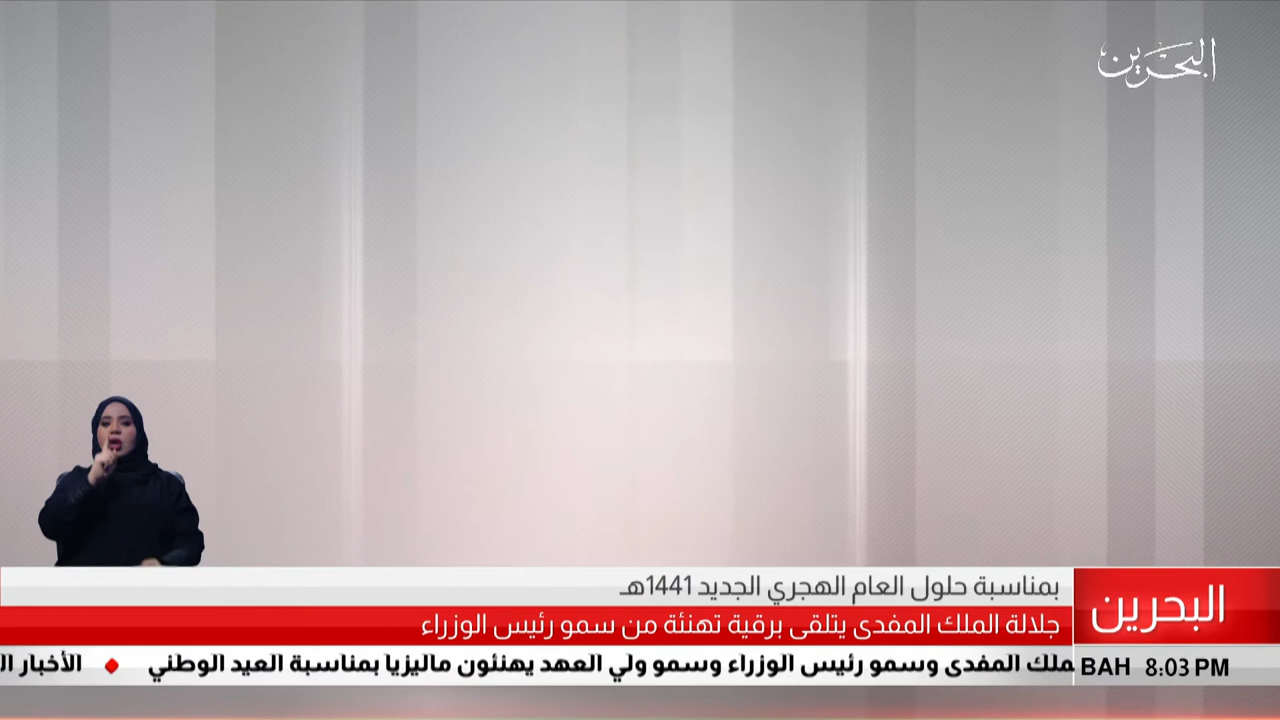 البحرين
بمناسبة حلول العام الهجري الجديد 1441هـ
البحرين
جلالة الملك المفدى يتلقى برقية تهنئة من سمو رئيس الوزراء
BAH 8:03 PM
المفدى وسمو رئيس الوزراء وسمو ولي العهد يهنئون ماليزيا بمناسبة العيد الوطني ♦ الأخبار